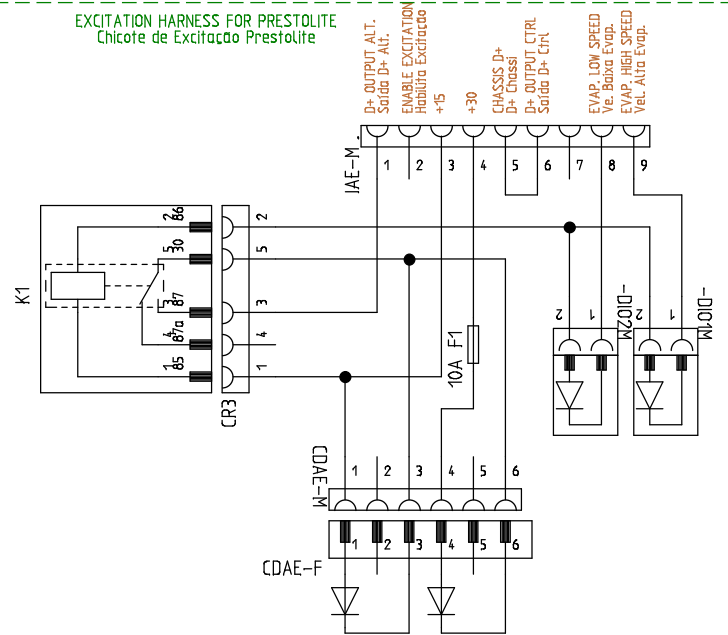 EXCITATION HARNESS FOR PRESTOLITE
Chicote de Excitação Prestolite
D+ OUTPUT ALT.
Saída D+ Alt.
ENABLE EXCITATION
Habilita Excitação
+15
+30
CHASSIS D+
D+ Chassi
D+ OUTPUT CTRL
Saída D+ Ctrl
EVAP. LOW SPEED
Ve. Baixa Evap.
EVAP. HIGH SPEED
Vel. Alta Evap.
IAE-M
1 2 3 4 5 6 7 8 9
K1
2 86 2
5 30 5
3 87 3
4 87a 4
1 85 1
CR3
10A F1
2 1 -DIO2M
2 1 -DIO1M
CDAE-M
1 2 3 4 5 6
1 2 3 4 5 6
CDAE-F